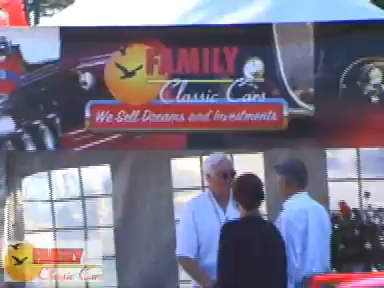 FAMILY
Classic Cars
We Sell Dreams and Investments
FAMILY
Classic Cars